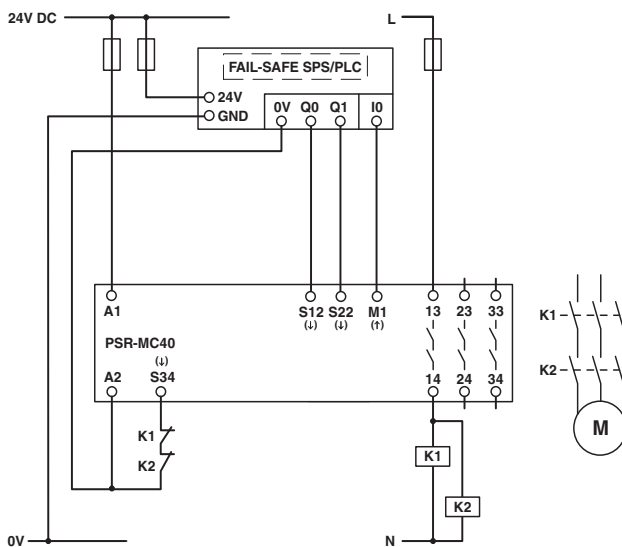 24V DC
L
FAIL-SAFE SPS/PLC
24V
GND
0V Q0 Q1 I0
A1
S12 S22 M1 13 23 33
(↓) (↓) (↑)
PSR-MC40
(↓)
A2 S34
14 24 34
K1
K2
K1
K2
K1
K2
M
0V
N